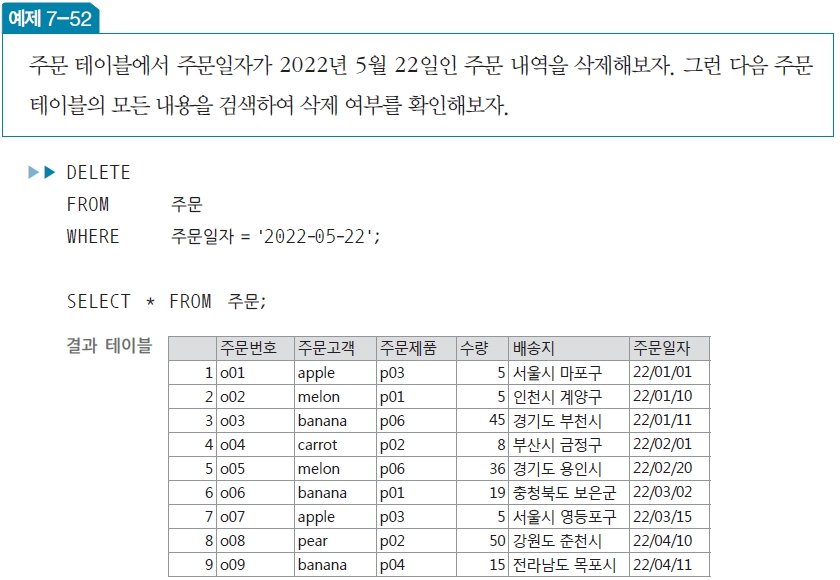 예제 7-52
주문 테이블에서 주문일자가 2022년 5월 22일인 주문 내역을 삭제해보자. 그런 다음 주문
테이블의 모든 내용을 검색하여 삭제 여부를 확인해보자.
▶▶ DELETE
FROM 주문
WHERE 주문일자 = '2022-05-22';
SELECT * FROM 주문;
결과 테이블
주문번호 주문고객 주문제품 수량 배송지 주문일자
1 o01 apple p03 5 서울시 마포구 22/01/01
2 o02 melon p01 5 인천시 계양구 22/01/10
3 o03 banana p06 45 경기도 부천시 22/01/11
4 o04 carrot p02 8 부산시 금정구 22/02/01
5 o05 melon p06 36 경기도 용인시 22/02/20
6 o06 banana p01 19 충청북도 보은군 22/03/02
7 o07 apple p03 5 서울시 영등포구 22/03/15
8 o08 pear p02 50 강원도 춘천시 22/04/10
9 o09 banana p04 15 전라남도 목포시 22/04/11